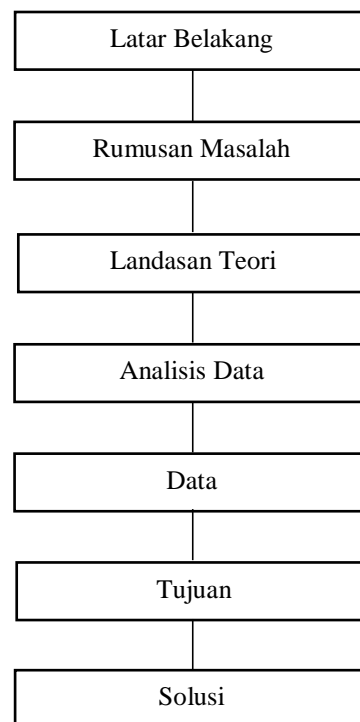 Latar Belakang
Rumusan Masalah
Landasan Teori
Analisis Data
Data
Tujuan
Solusi